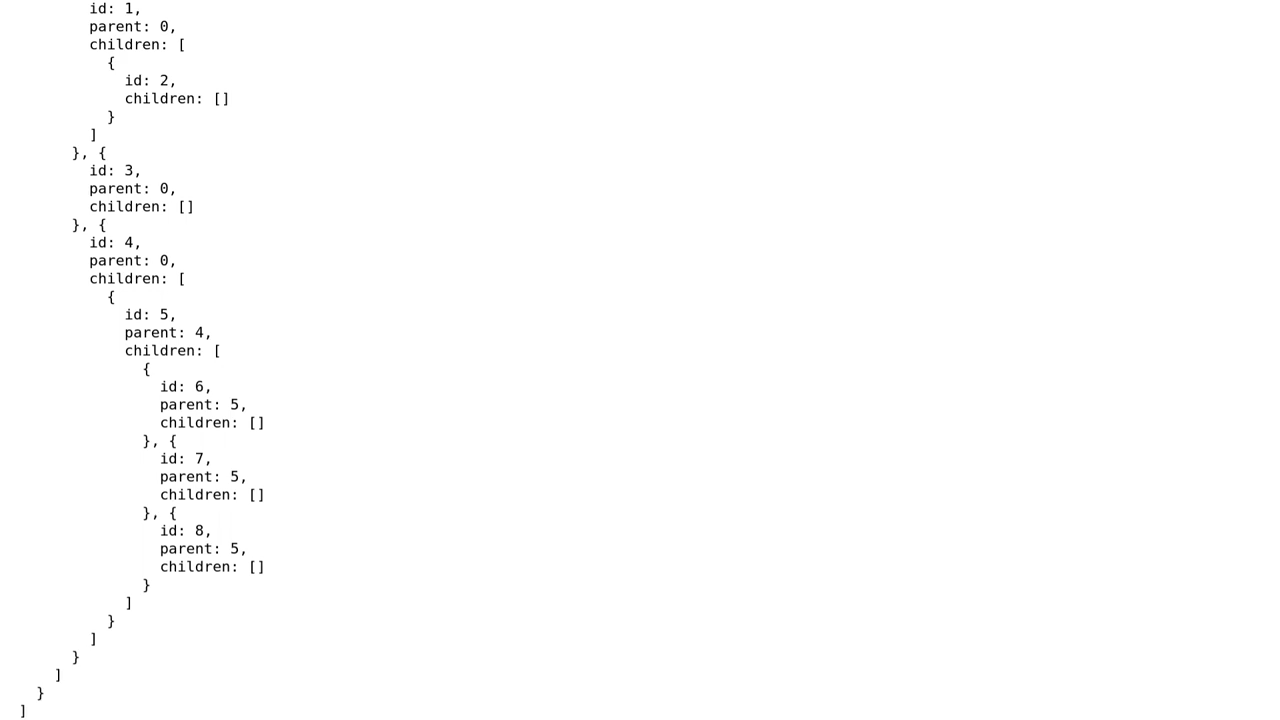 id: 1,
parent: 0,
children: [
{
id: 2,
children: []
}
]
}, {
id: 3,
parent: 0,
children: []
}, {
id: 4,
parent: 0,
children: [
{
id: 5,
parent: 4,
children: [
{
id: 6,
parent: 5,
children: []
}, {
id: 7,
parent: 5,
children: []
}, {
id: 8,
parent: 5,
children: []
}
]
}
]
}
]
}
]